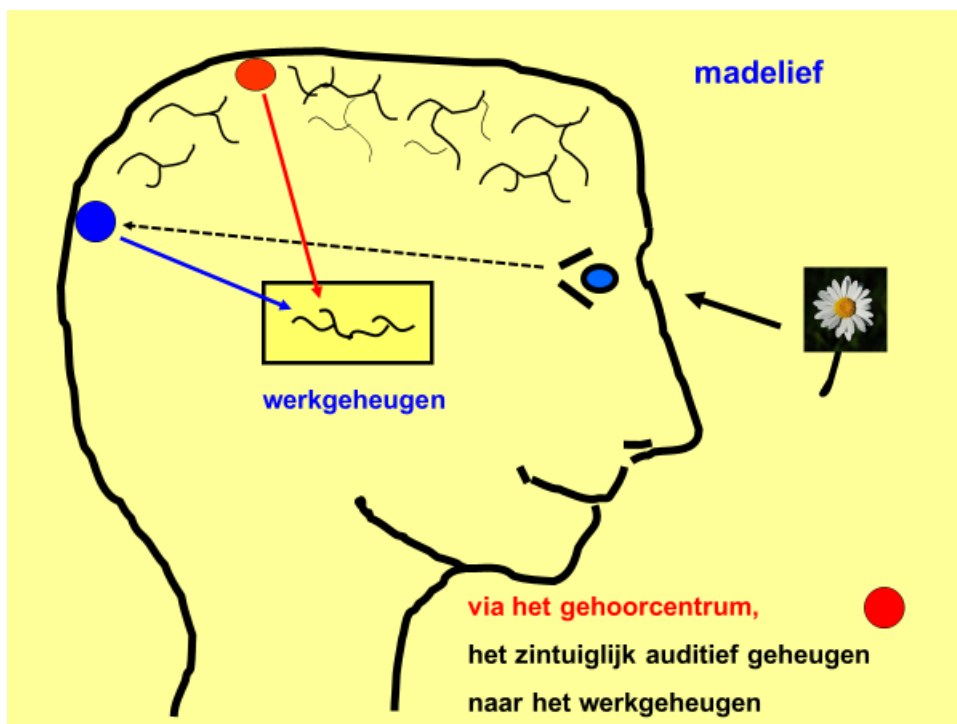 madelief
werkgeheugen
via het gehoorcentrum,
het zintuiglijk auditief geheugen
naar het werkgeheugen